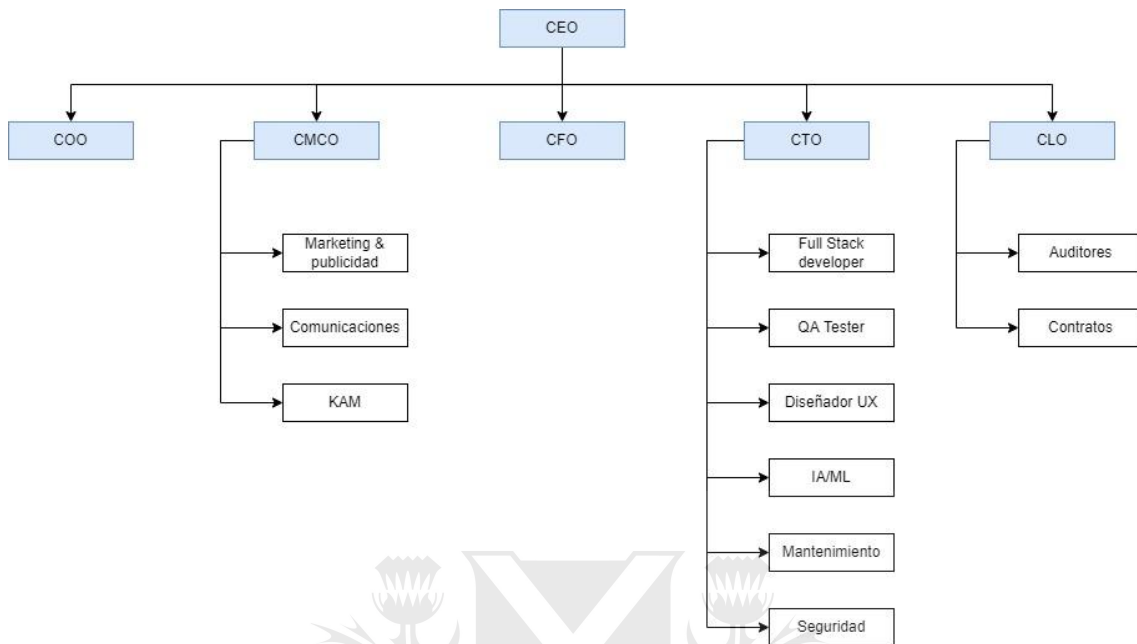 CEO
COO
CMCO
CFO
CTO
CLO
Marketing &
publicidad
Comunicaciones
KAM
Full Stack
developer
QA Tester
Diseñador UX
IA/ML
Mantenimiento
Seguridad
Auditores
Contratos